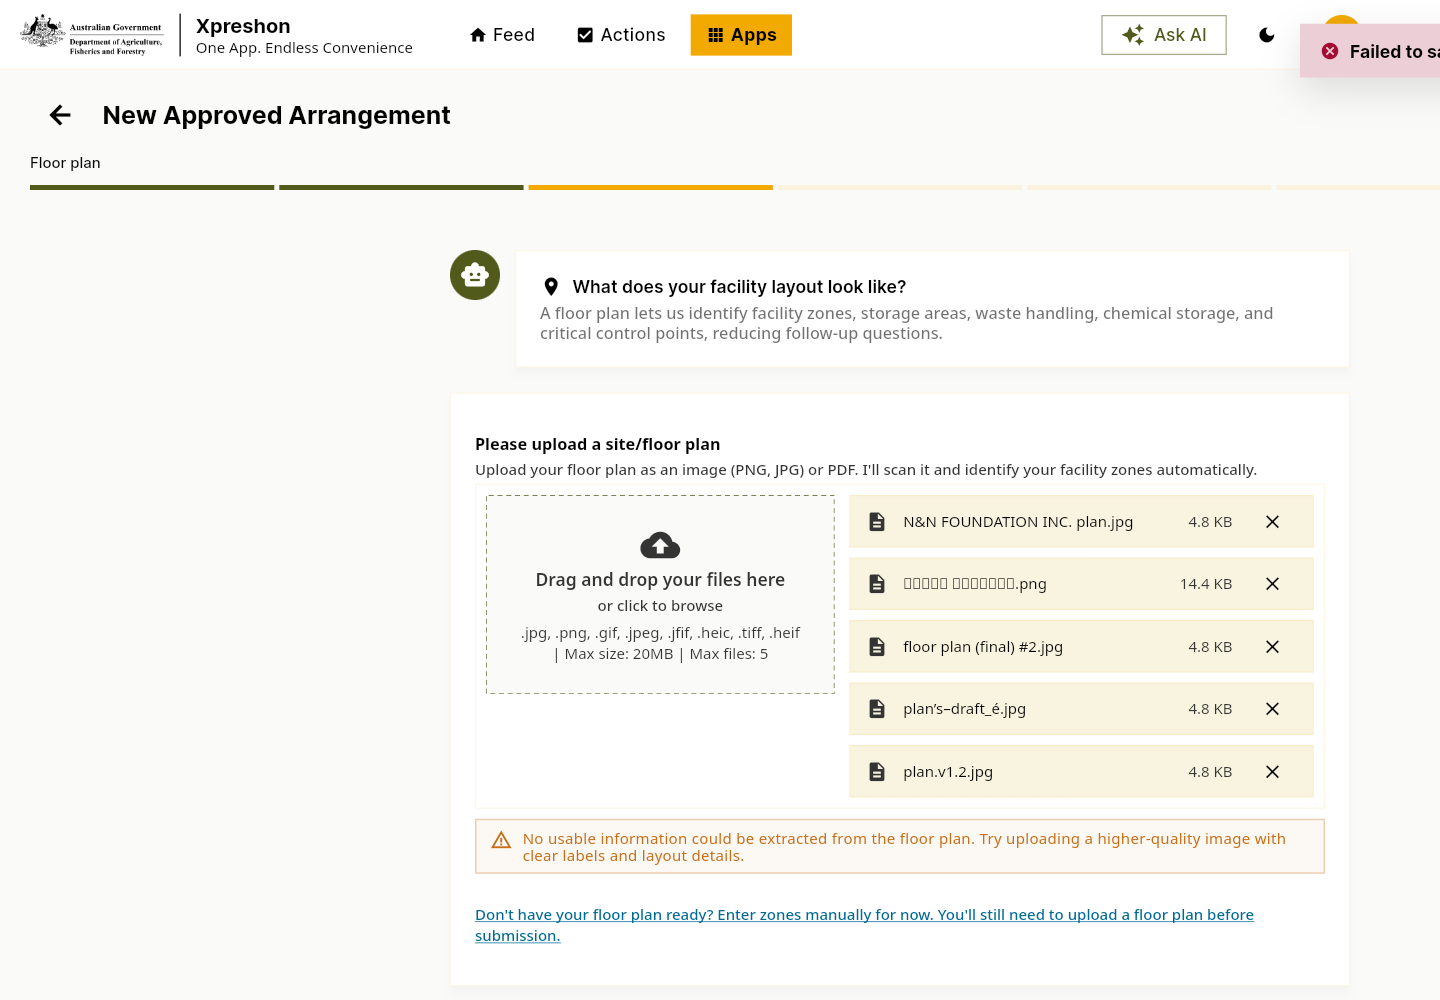 Australian Government
Department of Agriculture,
Fisheries and Forestry
Xpreshon
One App. Endless Convenience
Feed
Actions
Apps
Ask AI
Failed to
New Approved Arrangement
Floor plan
What does your facility layout look like?
A floor plan lets us identify facility zones, storage areas, waste handling, chemical storage, and
critical control points, reducing follow-up questions.
Please upload a site/floor plan
Upload your floor plan as an image (PNG, JPG) or PDF. I'll scan it and identify your facility zones automatically.
Drag and drop your files here
or click to browse
.jpg, .png, .gif, .jpeg, .jfif, .heic, .tiff, .heif
| Max size: 20MB | Max files: 5
N&N FOUNDATION INC. plan.jpg 4.8 KB
.png 14.4 KB
floor plan (final) #2.jpg 4.8 KB
plan’s–draft_é.jpg 4.8 KB
plan.v1.2.jpg 4.8 KB
No usable information could be extracted from the floor plan. Try uploading a higher-quality image with
clear labels and layout details.
Don't have your floor plan ready? Enter zones manually for now. You'll still need to upload a floor plan before
submission.